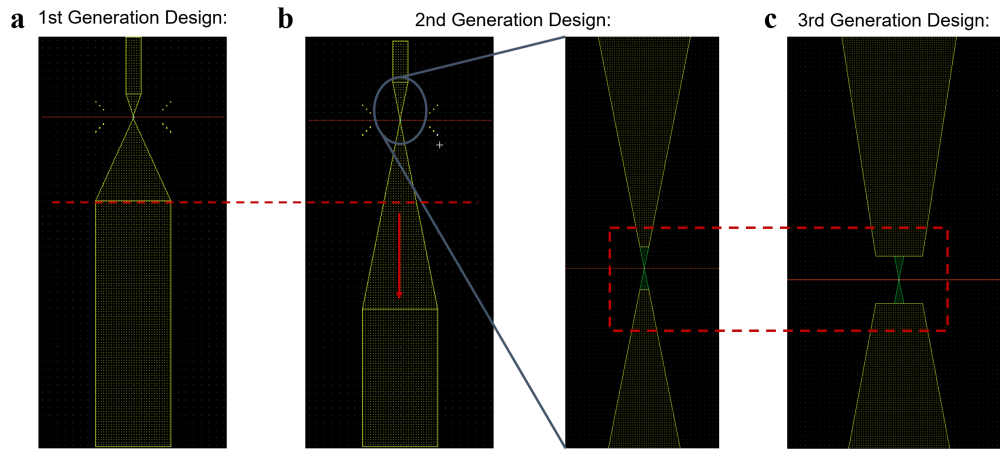 a 1st Generation Design:
b 2nd Generation Design:
c 3rd Generation Design: